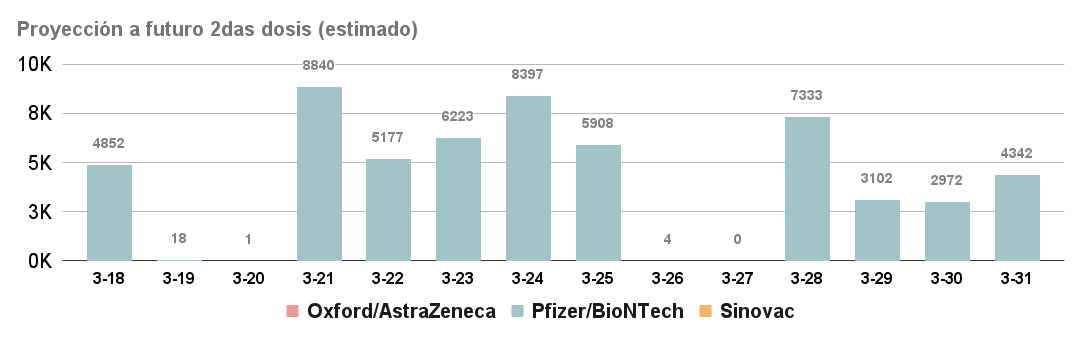 Proyección a futuro 2das dosis (estimado)
10K
8840
8397
7333
8K
6223
5908
5177
4852
4342
5K
3102
2972
3K
18
1
4
0
0K
3-18 3-19 3-20 3-21 3-22 3-23 3-24 3-25 3-26 3-27 3-28 3-29 3-30 3-31
Oxford/AstraZeneca Pfizer/BioNTech Sinovac